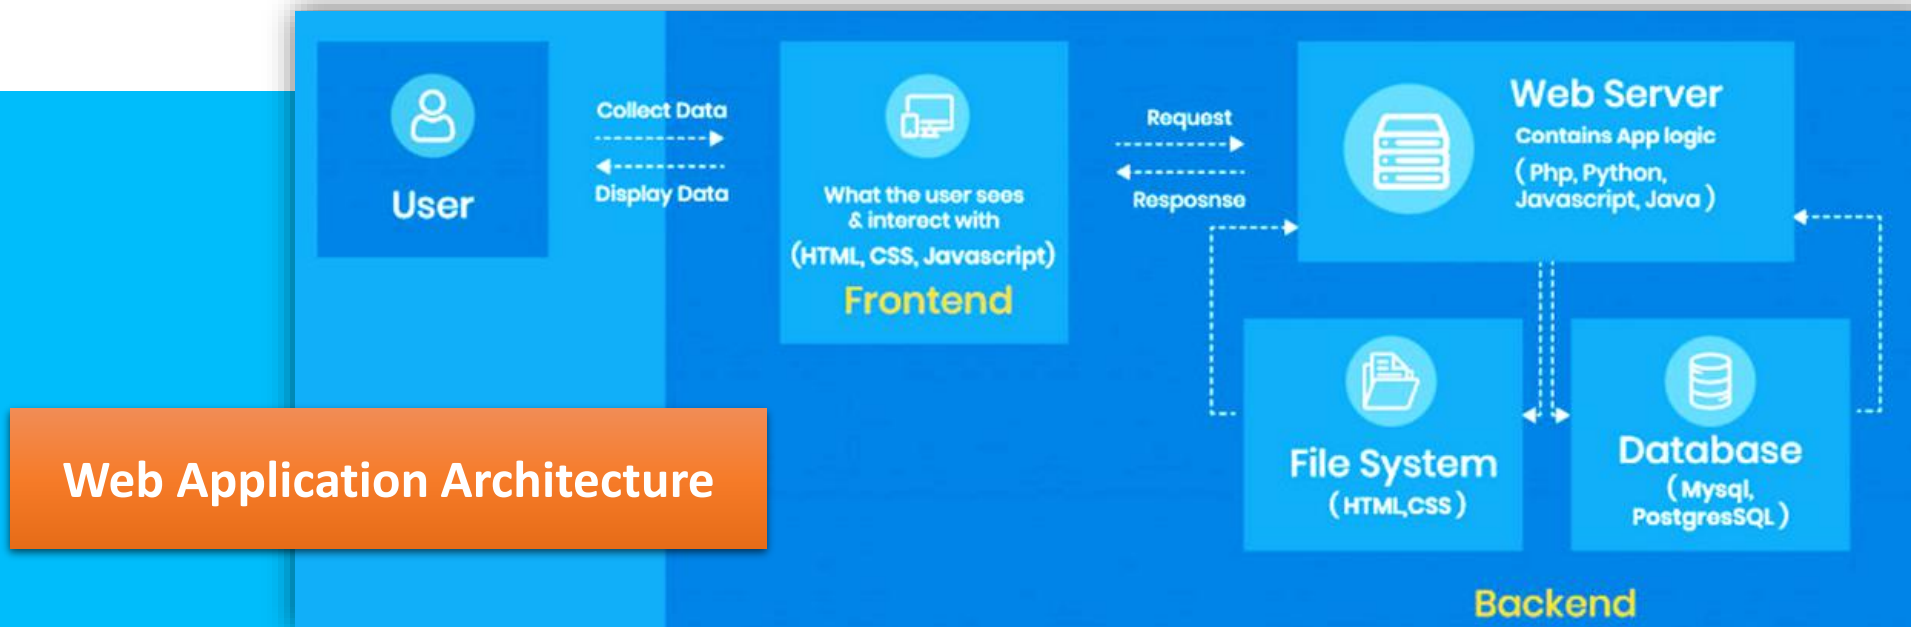 User
Collect Data
Display Data
What the user sees
& interect with
(HTML, CSS, Javascript)
Frontend
Request
Resposnse
Web Server
Contains App logic
( Php, Python,
Javascript, Java )
File System
( HTML,CSS )
Database
( Mysql,
PostgresSQL )
Backend
Web Application Architecture